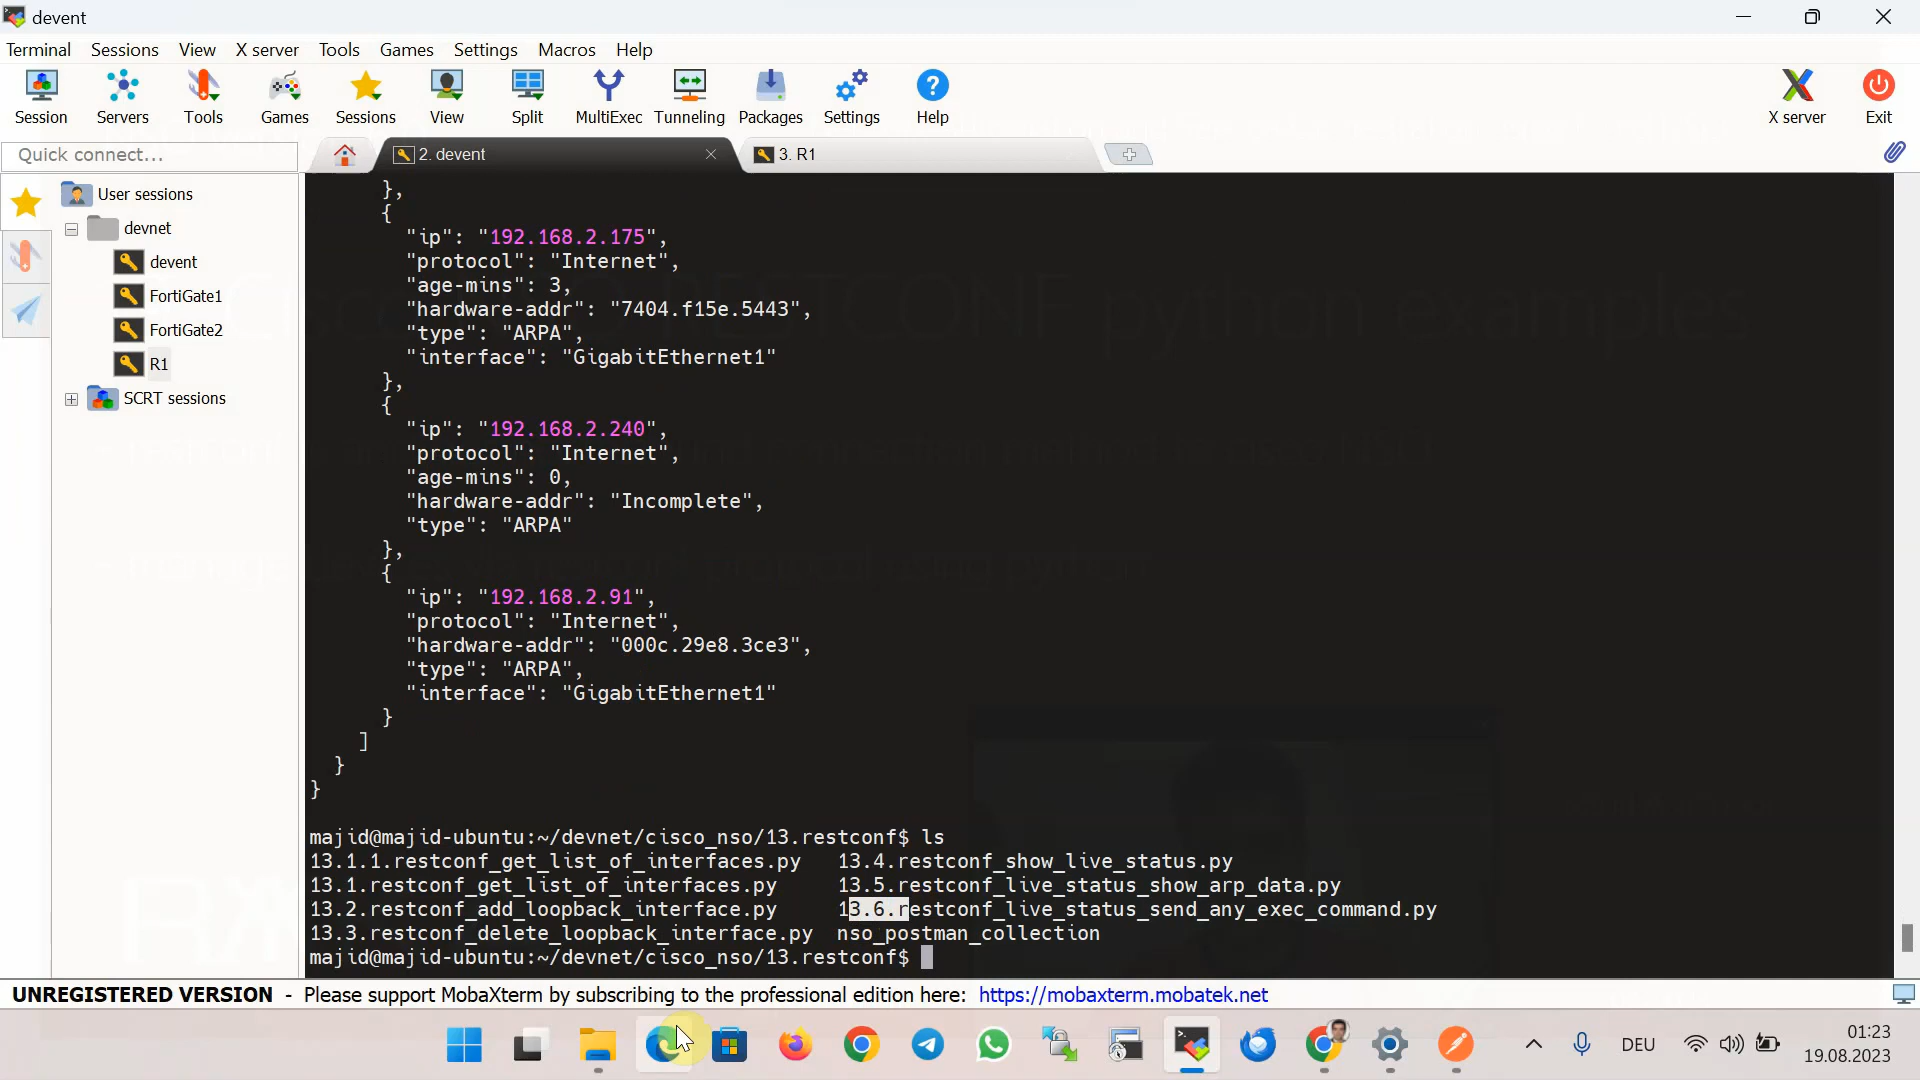 devent
Terminal Sessions View X server Tools Games Settings Macros Help
Session Servers Tools Games Sessions View Split MultiExec Tunneling Packages Settings Help X server Exit
Quick connect...
2. devent
3. R1
User sessions
devnet
devent
FortiGate1
FortiGate2
R1
SCRT sessions
},
{
"ip": "192.168.2.175",
"protocol": "Internet",
"age-mins": 3,
"hardware-addr": "7404.f15e.5443",
"type": "ARPA",
"interface": "GigabitEthernet1"
},
{
"ip": "192.168.2.240",
"protocol": "Internet",
"age-mins": 0,
"hardware-addr": "Incomplete",
"type": "ARPA"
},
{
"ip": "192.168.2.91",
"protocol": "Internet",
"hardware-addr": "000c.29e8.3ce3",
"type": "ARPA",
"interface": "GigabitEthernet1"
}
]
}
}
majid@majid-ubuntu:~/devnet/cisco_nso/13.restconf$ ls
13.1.1.restconf_get_list_of_interfaces.py 13.4.restconf_show_live_status.py
13.1.restconf_get_list_of_interfaces.py 13.5.restconf_live_status_show_arp_data.py
13.2.restconf_add_loopback_interface.py 13.6.restconf_live_status_send_any_exec_command.py
13.3.restconf_delete_loopback_interface.py nso_postman_collection
majid@majid-ubuntu:~/devnet/cisco_nso/13.restconf$
UNREGISTERED VERSION - Please support MobaXterm by subscribing to the professional edition here: https://mobaxterm.mobatek.net
DEU
01:23
19.08.2023